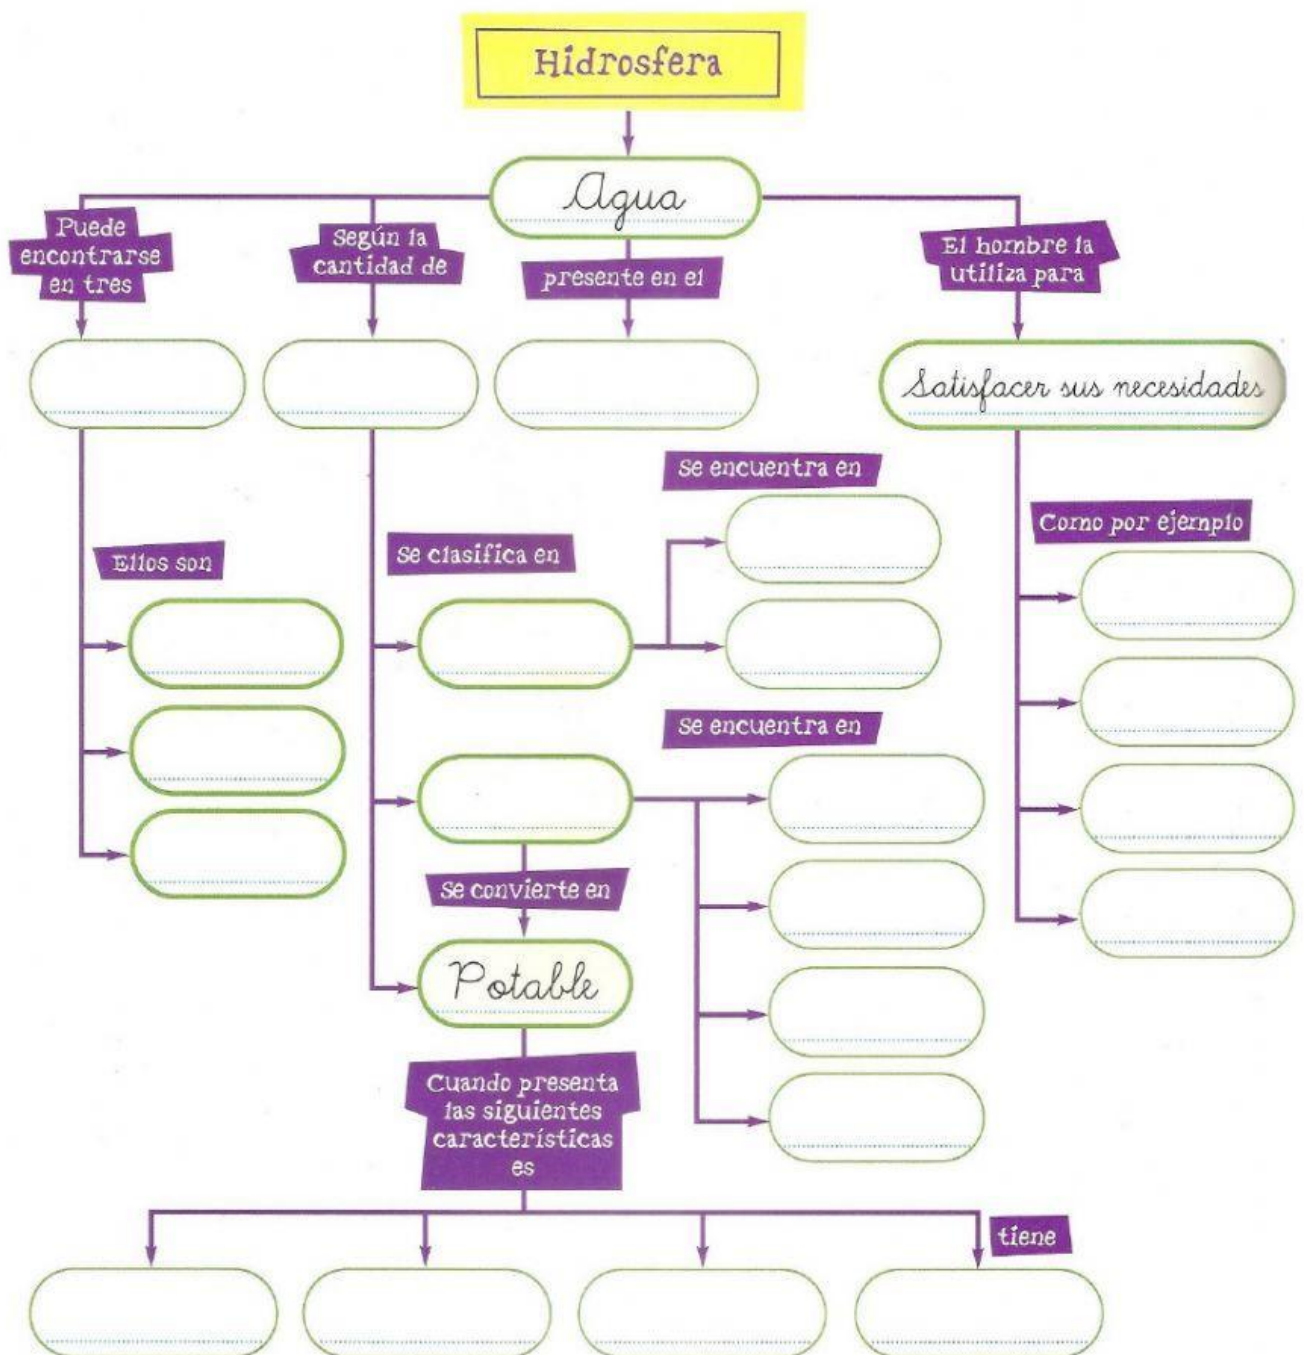 Hidrosfera
Agua
Puede
encontrarse
en tres
Según la
cantidad de
presente en el
El hombre la
utiliza para
Satisfacer sus necesidades
Se encuentra en
Ellos son
Se clasifica en
Como por ejemplo
Se encuentra en
Se convierte en
Potable
Cuando presenta
las siguientes
características
es
tiene